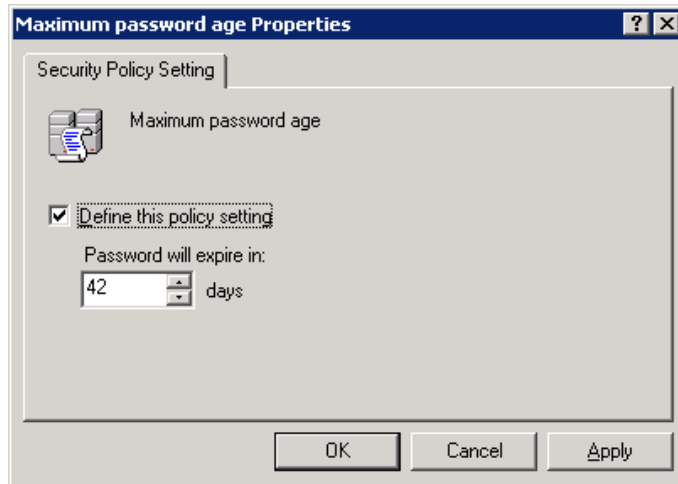 Maximum password age Properties
Security Policy Setting
Maximum password age
Define this policy setting
Password will expire in:
42 days
OK Cancel Apply